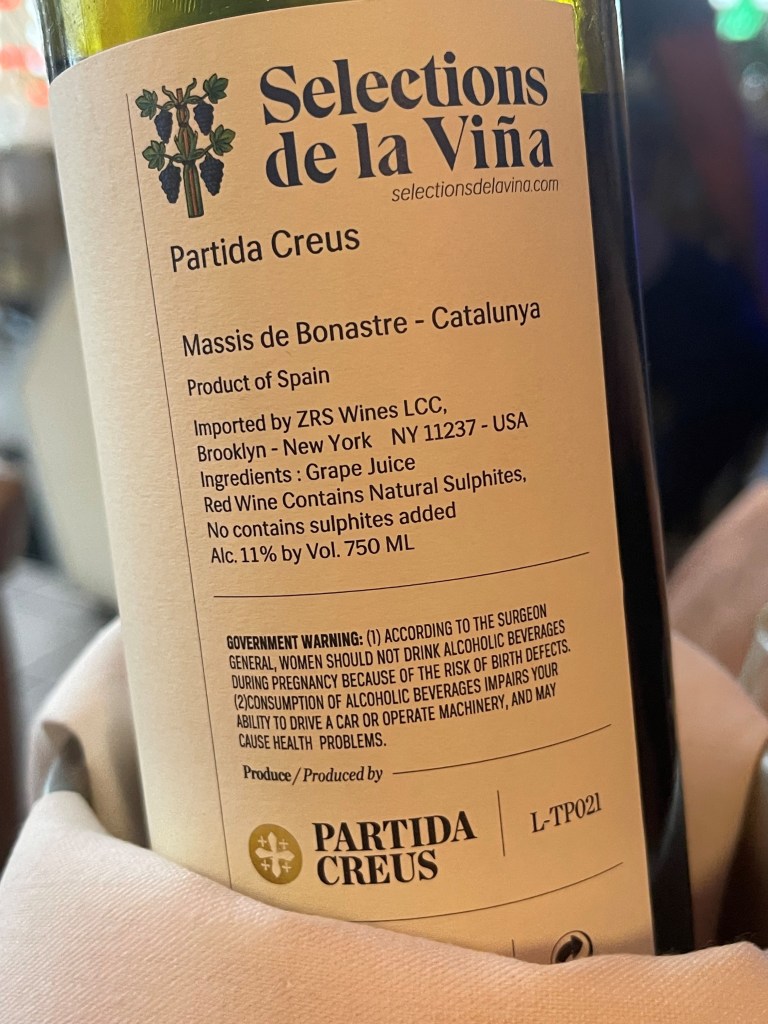 Selections
de la Viña
selectionsdelavina.com
Partida Creus
Massis de Bonastre - Catalunya
Product of Spain
Imported by ZRS Wines LCC,
Brooklyn - New York NY 11237 - USA
Ingredients : Grape Juice
Red Wine Contains Natural Sulphites,
No contains sulphites added
Alc. 11% by Vol. 750 ML
GOVERNMENT WARNING: (1) ACCORDING TO THE SURGEON
GENERAL, WOMEN SHOULD NOT DRINK ALCOHOLIC BEVERAGES
DURING PREGNANCY BECAUSE OF THE RISK OF BIRTH DEFECTS.
(2)CONSUMPTION OF ALCOHOLIC BEVERAGES IMPAIRS YOUR
ABILITY TO DRIVE A CAR OR OPERATE MACHINERY, AND MAY
CAUSE HEALTH PROBLEMS.
Produce/Produced by
PARTIDA
CREUS
L-TP021